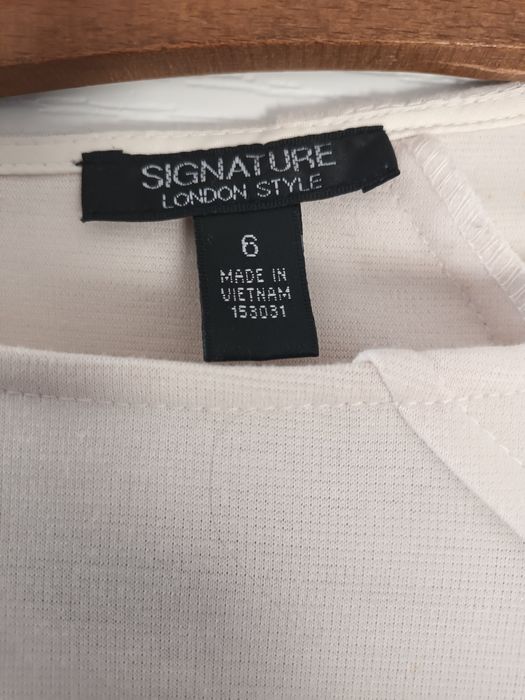 SIGNATURE
LONDON STYLE
6
MADE IN
VIETNAM
153031